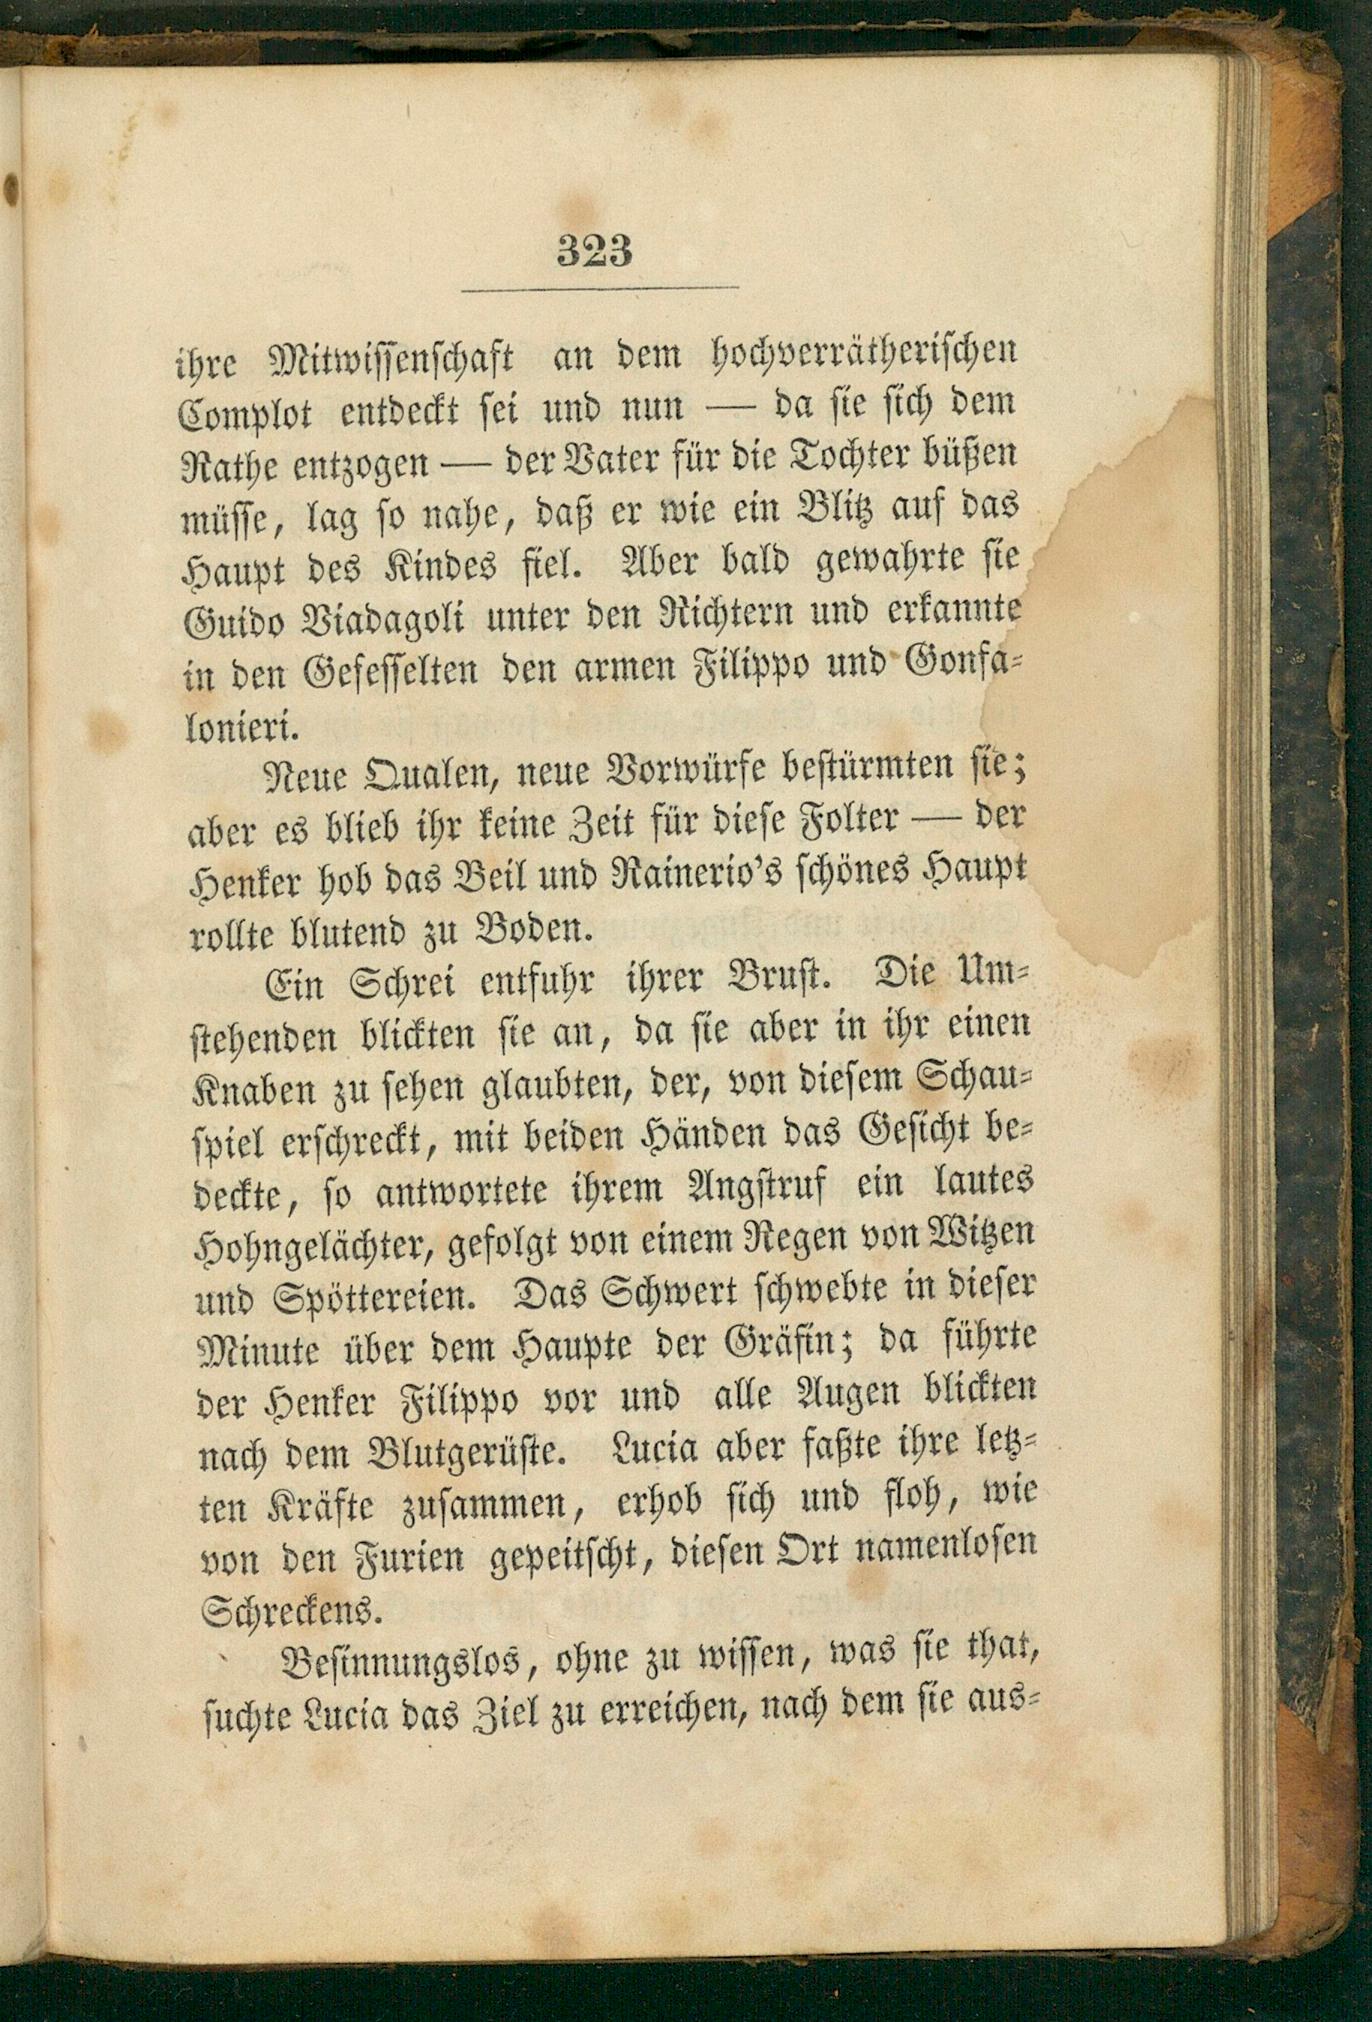 323
ihre Mitwissenschaft an dem hochverrätherischen
Complot entdeckt sei und nun — da sie sich dem
Rathe entzogen — der Vater für die Tochter büßen
müsse, lag so nahe, daß er wie ein Blitz auf das
Haupt des Kindes fiel. Aber bald gewahrte sie
Guido Viadagoli unter den Richtern und erkannte
in den Gefesselten den armen Filippo und Gonfa-
lonieri.
Neue Qualen, neue Vorwürfe bestürmten sie;
aber es blieb ihr keine Zeit für diese Folter — der
Henker hob das Beil und Rainerio's schönes Haupt
rollte blutend zu Boden.
Ein Schrei entfuhr ihrer Brust. Die Um-
stehenden blickten sie an, da sie aber in ihr einen
Knaben zu sehen glaubten, der, von diesem Schau-
spiel erschreckt, mit beiden Händen das Gesicht be-
deckte, so antwortete ihrem Angstruf ein lautes
Hohngelächter, gefolgt von einem Regen von Witzen
und Spöttereien. Das Schwert schwebte in dieser
Minute über dem Haupte der Gräfin; da führte
der Henker Filippo vor und alle Augen blickten
nach dem Blutgerüste. Lucia aber faßte ihre letz-
ten Kräfte zusammen, erhob sich und floh, wie
von den Furien gepeitscht, diesen Ort namenlosen
Schreckens.
Besinnungslos, ohne zu wissen, was sie that,
suchte Lucia das Ziel zu erreichen, nach dem sie aus-